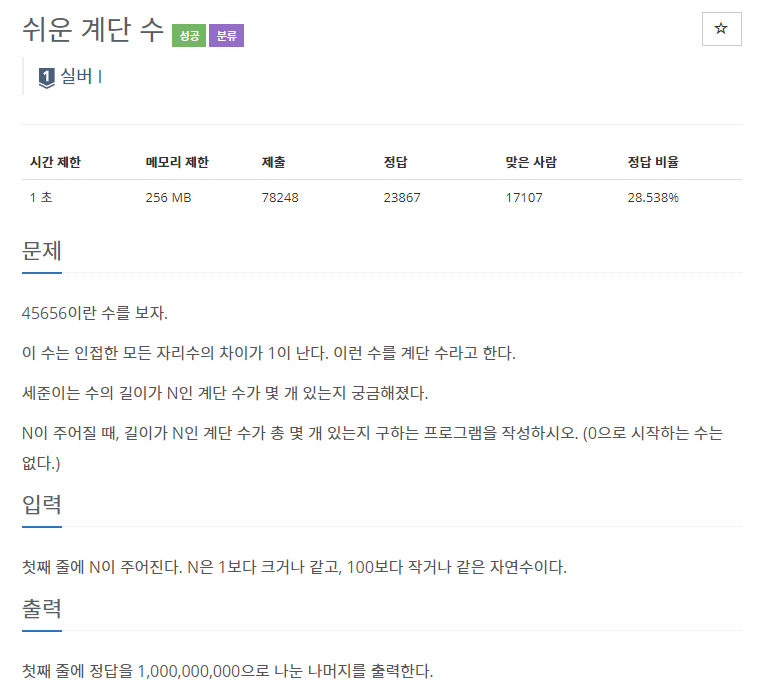 쉬운 계단 수 성공 분류
1 실버 I
시간 제한 메모리 제한 제출 정답 맞은 사람 정답 비율
1 초 256 MB 78248 23867 17107 28.538%
문제
45656이란 수를 보자.
이 수는 인접한 모든 자리수의 차이가 1이 난다. 이런 수를 계단 수라고 한다.
세준이는 수의 길이가 N인 계단 수가 몇 개 있는지 궁금해졌다.
N이 주어질 때, 길이가 N인 계단 수가 총 몇 개 있는지 구하는 프로그램을 작성하시오. (0으로 시작하는 수는
없다.)
입력
첫째 줄에 N이 주어진다. N은 1보다 크거나 같고, 100보다 작거나 같은 자연수이다.
출력
첫째 줄에 정답을 1,000,000,000으로 나눈 나머지를 출력한다.